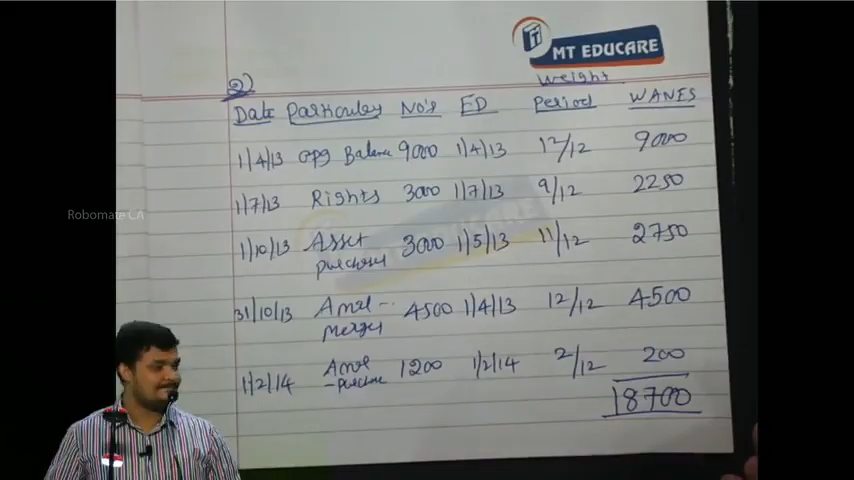 MT EDUCARE
2)
Weight
Date Particulars No's ED Period WANES
1/4/13 opg Balance 9000 1/4/13 12/12 9000
1/7/13 Rights 3000 1/7/13 9/12 2250
Robomate CA
1/10/13 Asset 3000 1/5/13 11/12 2750
purchase
31/10/13 Amal- 4500 1/4/13 12/12 4500
merger
1/2/14 Amal 1200 1/2/14 2/12 200
-purchase
18700